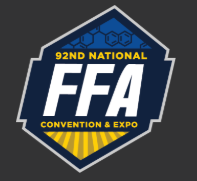 92ND NATIONAL
FFA
CONVENTION & EXPO